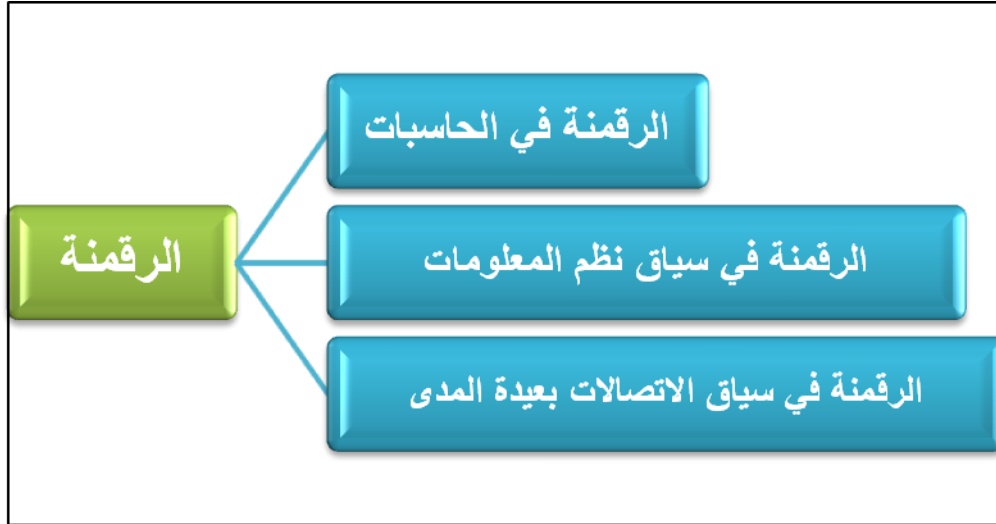 الرقمنة
الرقمنة في الحاسبات
الرقمنة في سياق نظم المعلومات
الرقمنة في سياق الاتصالات بعيدة المدى